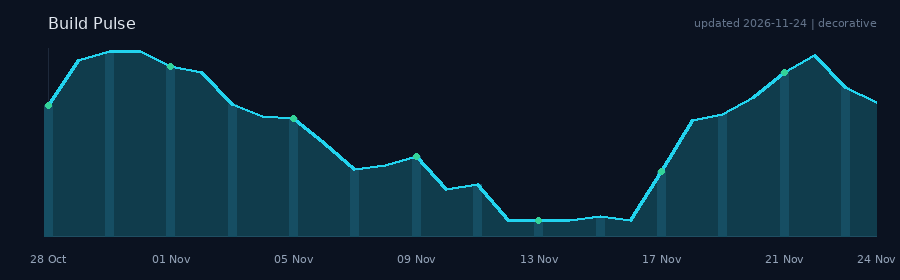 Build Pulse
updated 2026-11-24 | decorative
28 Oct 01 Nov 05 Nov 09 Nov 13 Nov 17 Nov 21 Nov 24 Nov